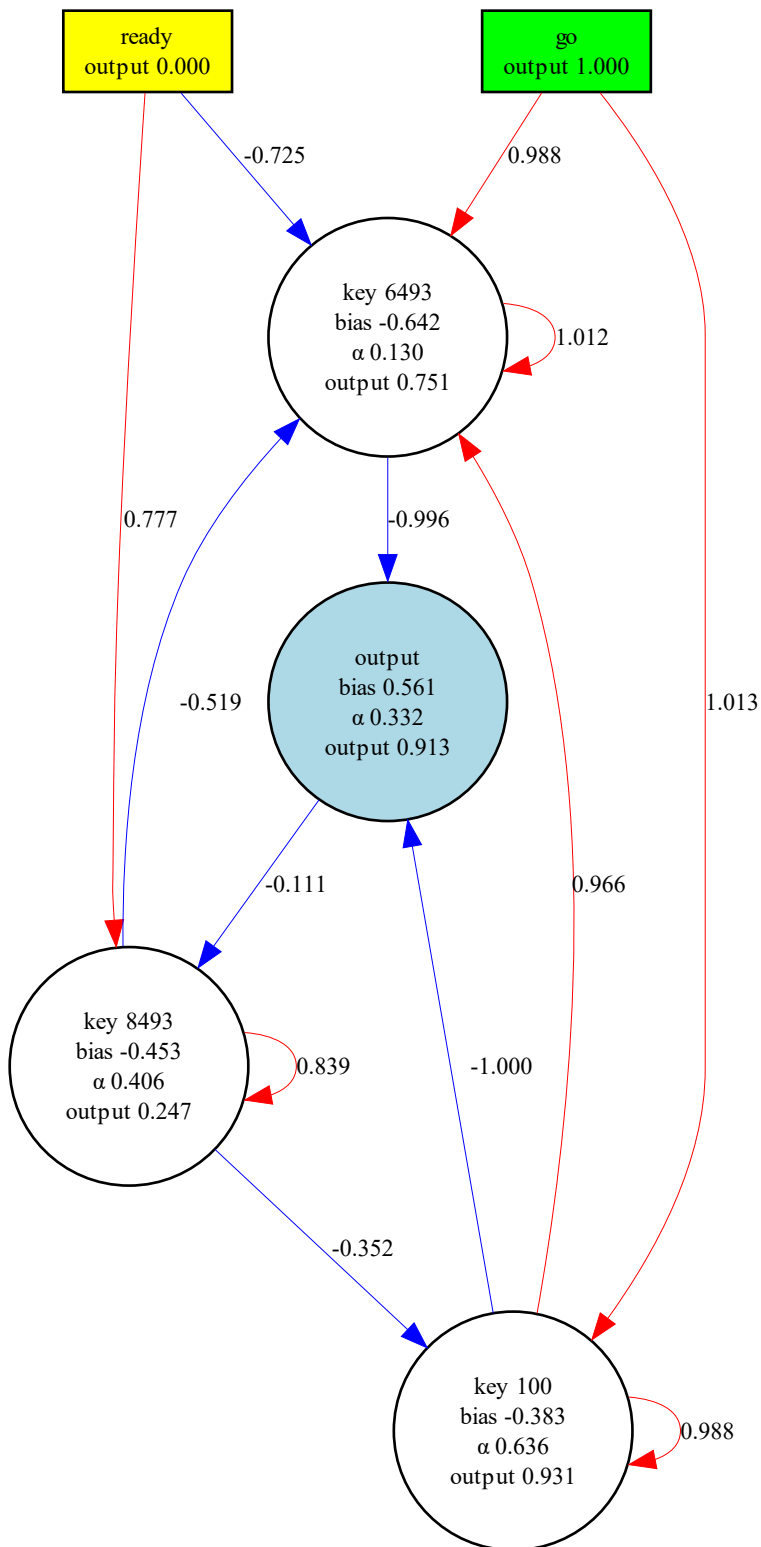 ready
output 0.000
go
output 1.000
-0.725
0.988
key 6493
bias -0.642
α 0.130
output 0.751
1.012
0.777
-0.996
-0.519
output
bias 0.561
α 0.332
output 0.913
1.013
-0.111
0.966
key 8493
bias -0.453
α 0.406
output 0.247
0.839
-1.000
-0.352
key 100
bias -0.383
α 0.636
output 0.931
0.988